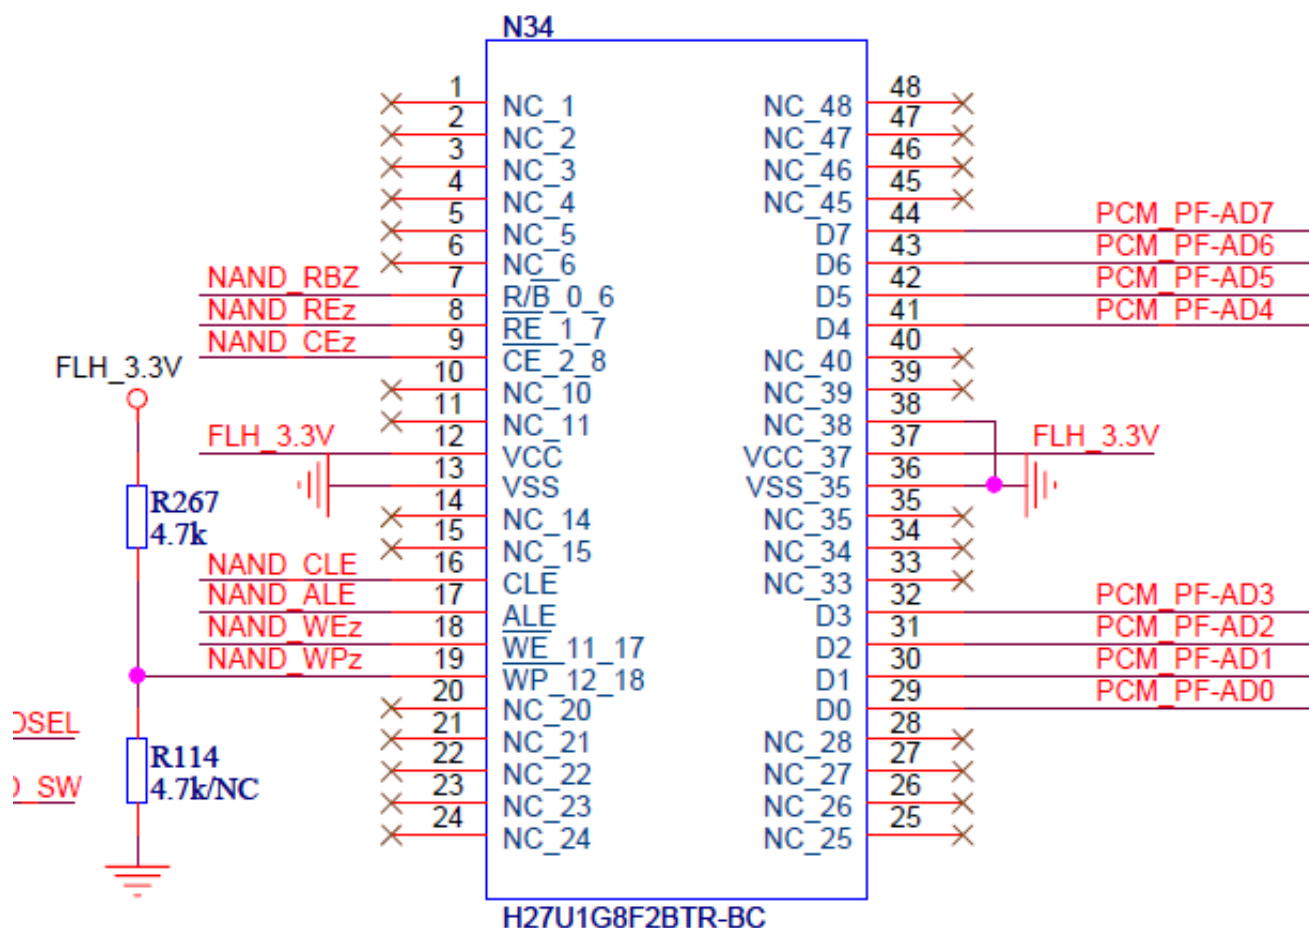 N34
1 NC_1 NC_48 48
2 NC_2 NC_47 47
3 NC_3 NC_46 46
4 NC_4 NC_45 45
5 NC_5 D7 44 PCM_PF-AD7
6 NC_6 D6 43 PCM_PF-AD6
NAND_RBZ 7 R/B_0_6 D5 42 PCM_PF-AD5
NAND_REz 8 RE_1_7 D4 41 PCM_PF-AD4
NAND_CEz 9 CE_2_8 NC_40 40
FLH_3.3V
10 NC_10 NC_39 39
11 NC_11 NC_38 38
FLH_3.3V 12 VCC VCC_37 37 FLH_3.3V
13 VSS VSS_35 36
R267
4.7k
14 NC_14 NC_35 35
15 NC_15 NC_34 34
NAND_CLE 16 CLE NC_33 33
NAND_ALE 17 ALE D3 32 PCM_PF-AD3
NAND_WEz 18 WE_11_17 D2 31 PCM_PF-AD2
NAND_WPz 19 WP_12_18 D1 30 PCM_PF-AD1
20 NC_20 D0 29 PCM_PF-AD0
OSEL
21 NC_21 NC_28 28
R114
4.7k/NC
22 NC_22 NC_27 27
_SW
23 NC_23 NC_26 26
24 NC_24 NC_25 25
H27U1G8F2BTR-BC